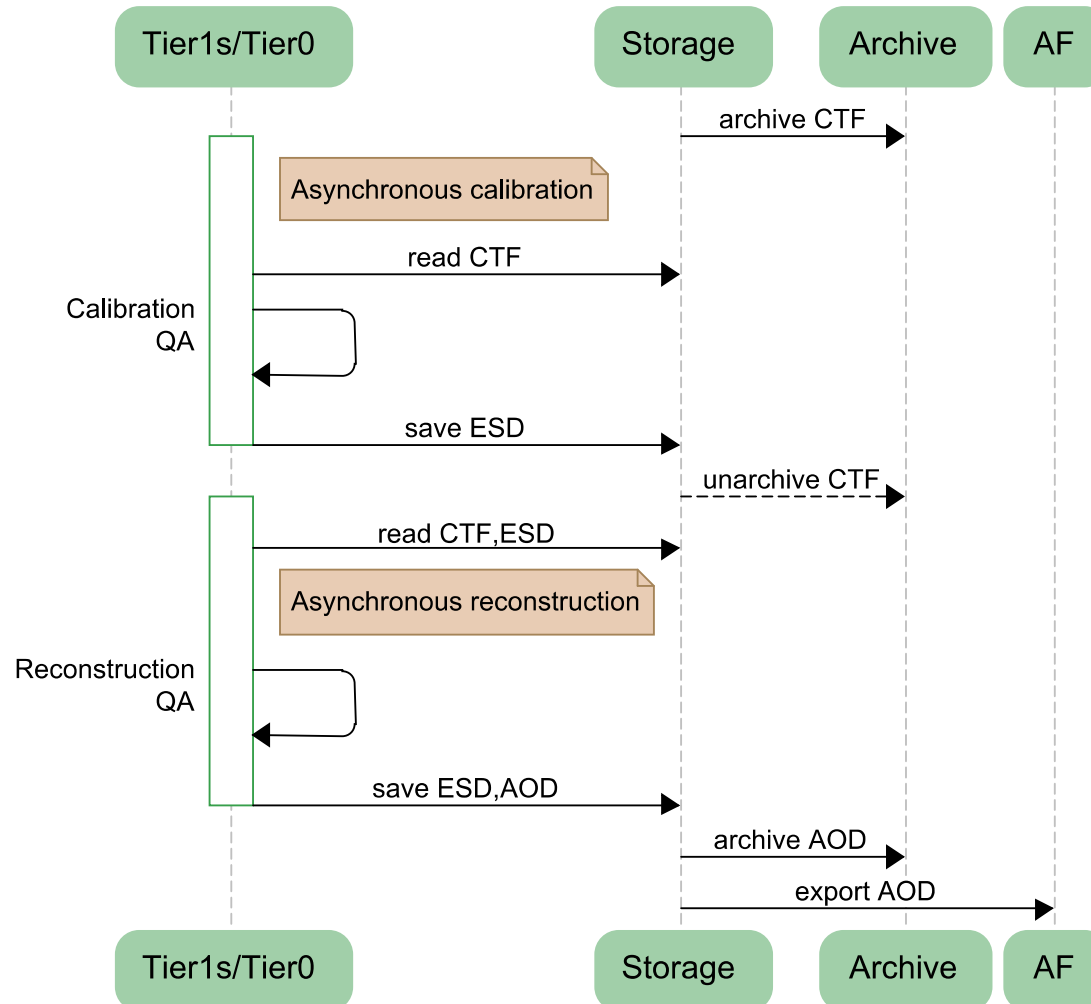 Tier1s/Tier0
Storage
Archive
AF
archive CTF
Asynchronous calibration
read CTF
Calibration
QA
save ESD
unarchive CTF
read CTF,ESD
Asynchronous reconstruction
Reconstruction
QA
save ESD,AOD
archive AOD
export AOD
Tier1s/Tier0
Storage
Archive
AF